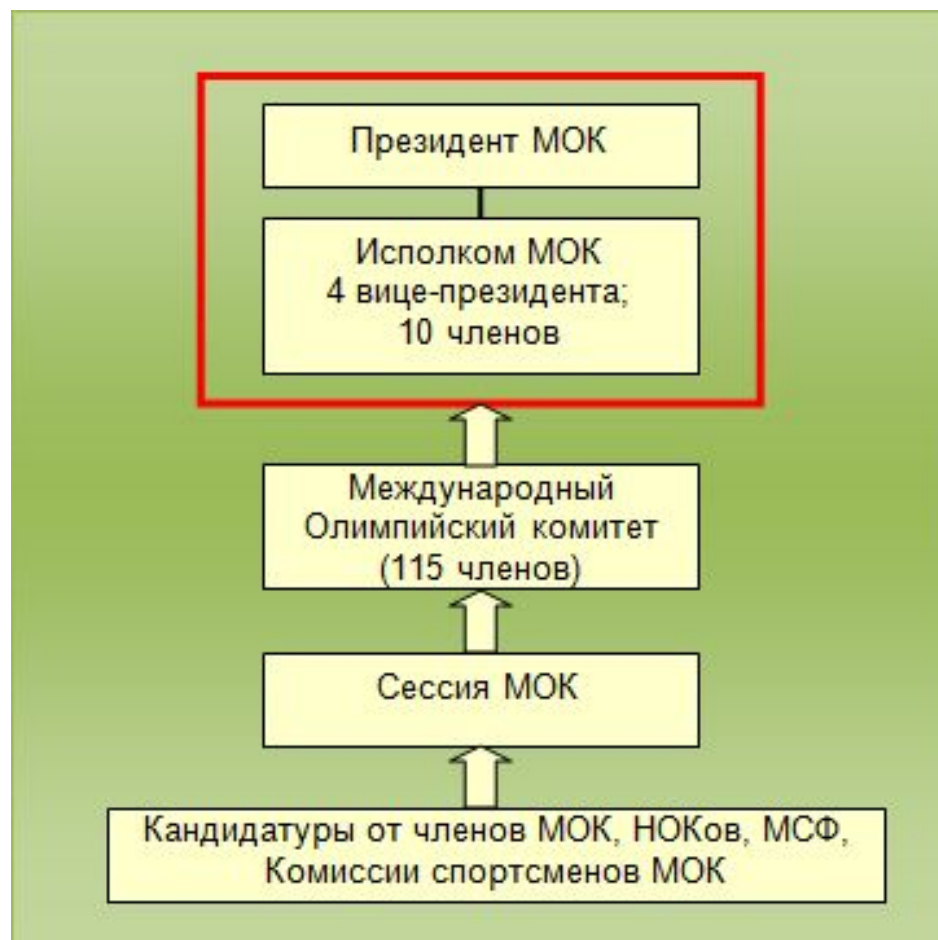 Президент МОК
Исполком МОК
4 вице-президента;
10 членов
Международный
Олимпийский комитет
(115 членов)
Сессия МОК
Кандидатуры от членов МОК, НОКов, МСФ,
Комиссии спортсменов МОК